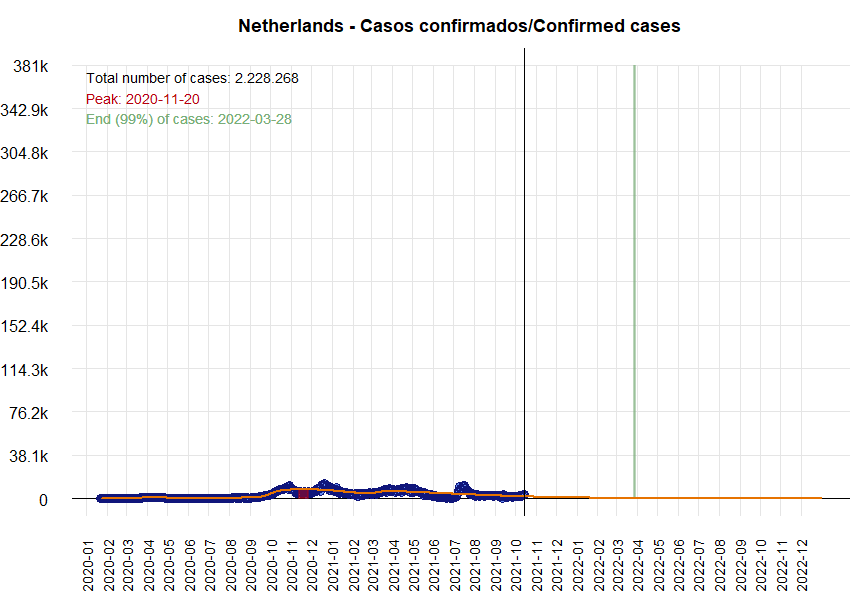 Netherlands - Casos confirmados/Confirmed cases
381k
342.9k
304.8k
266.7k
228.6k
190.5k
152.4k
114.3k
76.2k
38.1k
0
Total number of cases: 2.228.268
Peak: 2020-11-20
End (99%) of cases: 2022-03-28
2020-01
2020-02
2020-03
2020-04
2020-05
2020-06
2020-07
2020-08
2020-09
2020-10
2020-11
2020-12
2021-01
2021-02
2021-03
2021-04
2021-05
2021-06
2021-07
2021-08
2021-09
2021-10
2021-11
2021-12
2022-01
2022-02
2022-03
2022-04
2022-05
2022-06
2022-07
2022-08
2022-09
2022-10
2022-11
2022-12